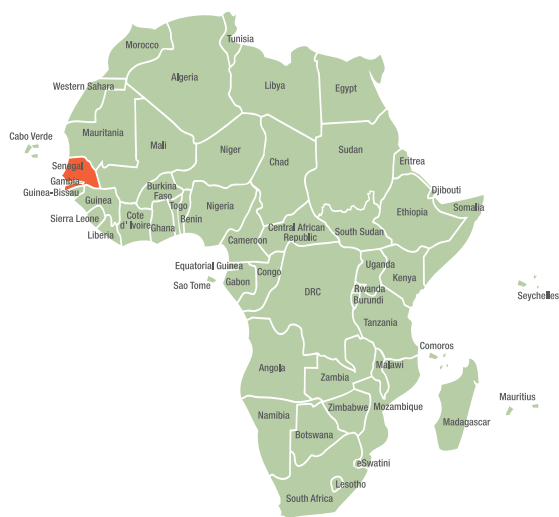 Tunisia
Morocco
Algeria
Libya
Egypt
Western Sahara
Mauritania
Mali
Niger
Chad
Sudan
Eritrea
Cabo Verde
Senegal
Gambia
Guinea-Bissau
Guinea
Sierra Leone
Liberia
Cote
d' Ivoire
Burkina
Faso
Ghana
Togo
Benin
Nigeria
Cameroon
Central African
Republic
South Sudan
Ethiopia
Djibouti
Somalia
Equatorial Guinea
Sao Tome
Gabon
Congo
DRC
Uganda
Kenya
Rwanda
Burundi
Tanzania
Seychelles
Comoros
Angola
Zambia
Malawi
Mozambique
Zimbabwe
Namibia
Botswana
Madagascar
Mauritius
eSwatini
Lesotho
South Africa